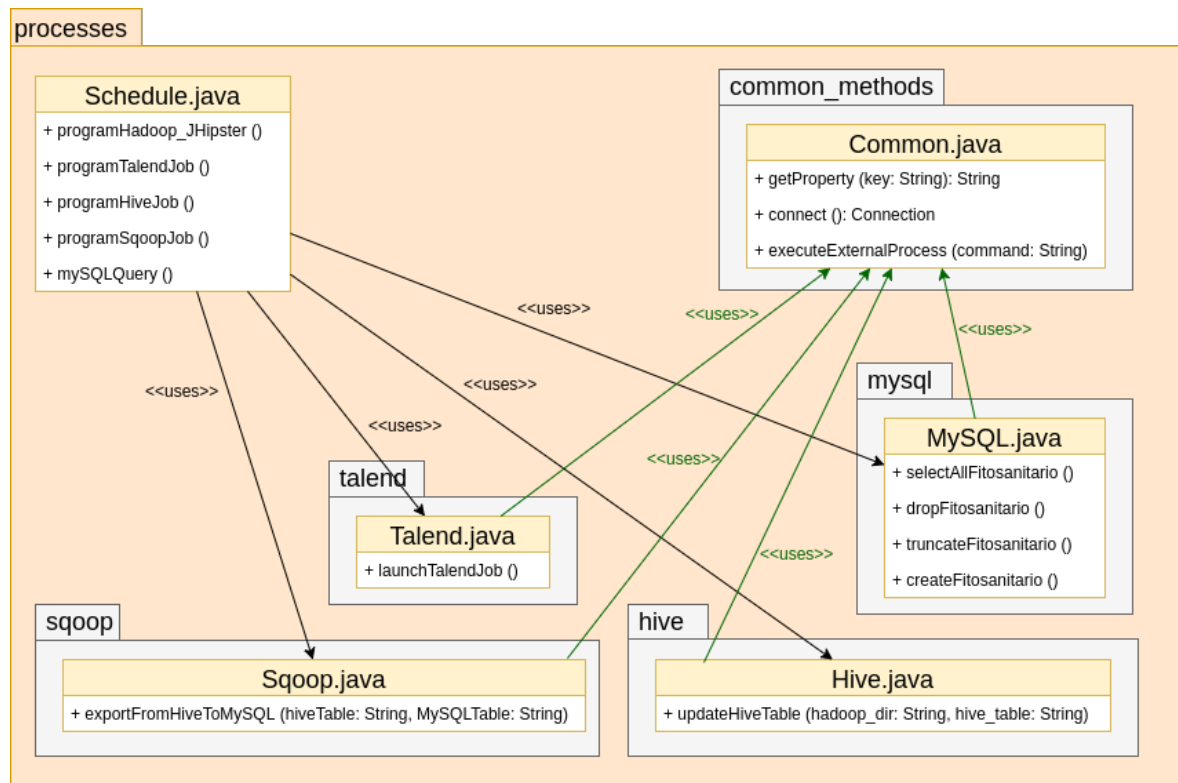 processes
Schedule.java
+ programHadoop_JHipster ()
+ programTalendJob ()
+ programHiveJob ()
+ programSqoopJob ()
+ mySQLQuery ()
common_methods
Common.java
+ getProperty (key: String): String
+ connect (): Connection
+ executeExternalProcess (command: String)
<<uses>>
<<uses>>
<<uses>>
<<uses>>
<<uses>>
<<uses>>
<<uses>>
<<uses>>
mysql
MySQL.java
+ selectAllFitosanitario ()
+ dropFitosanitario ()
+ truncateFitosanitario ()
+ createFitosanitario ()
talend
Talend.java
+ launchTalendJob ()
sqoop
Sqoop.java
+ exportFromHiveToMySQL (hiveTable: String, MySQLTable: String)
hive
Hive.java
+ updateHiveTable (hadoop_dir: String, hive_table: String)